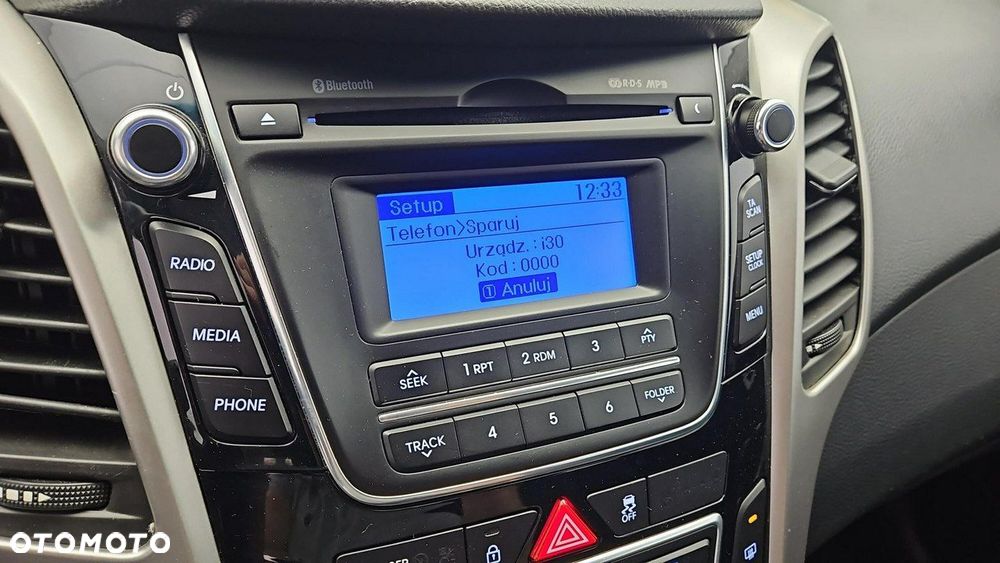 Bluetooth
R·D·S MP3
Setup 12:33
Telefon>Sparuj
Urządz. : i30
Kod : 0000
① Anuluj
RADIO
MEDIA
PHONE
TA
SCAN
SETUP
CLOCK
MENU
SEEK
1 RPT
2 RDM
3
PTY
TRACK
4
5
6
FOLDER
OFF
OTOMOTO